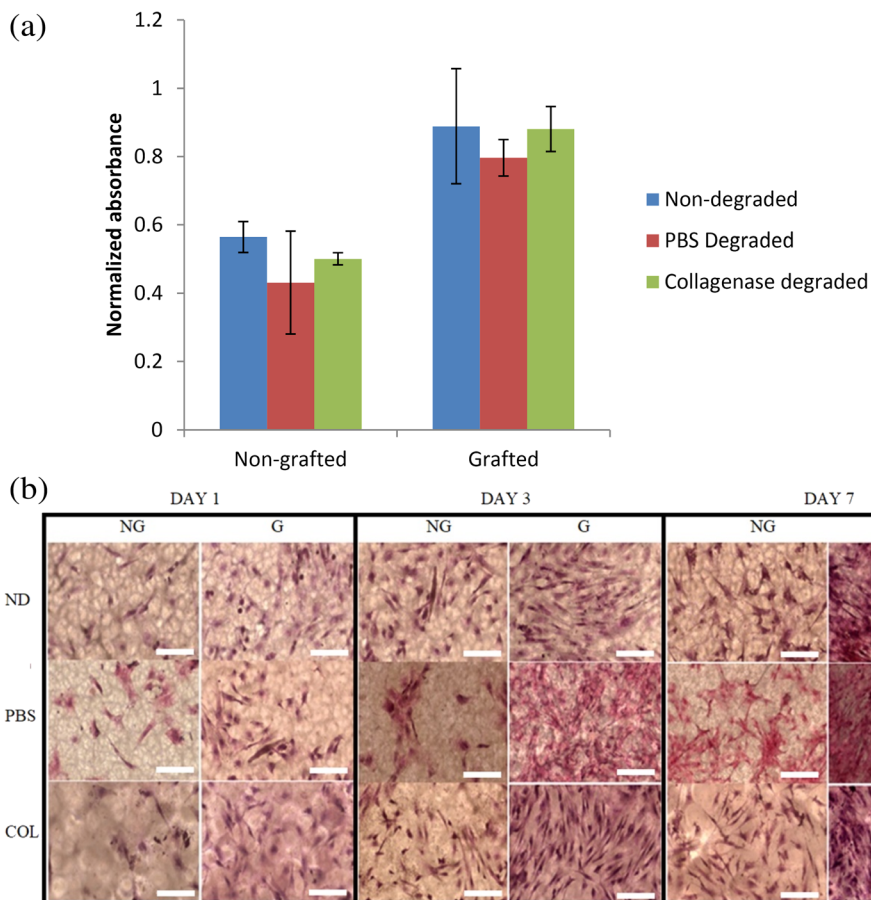 (a)
1.2
1
0.8
0.6
0.4
0.2
0
Normalized absorbance
Non-grafted
Grafted
Non-degraded
PBS Degraded
Collagenase degraded
(b)
DAY 1
DAY 3
DAY 7
NG
G
NG
G
NG
ND
PBS
COL